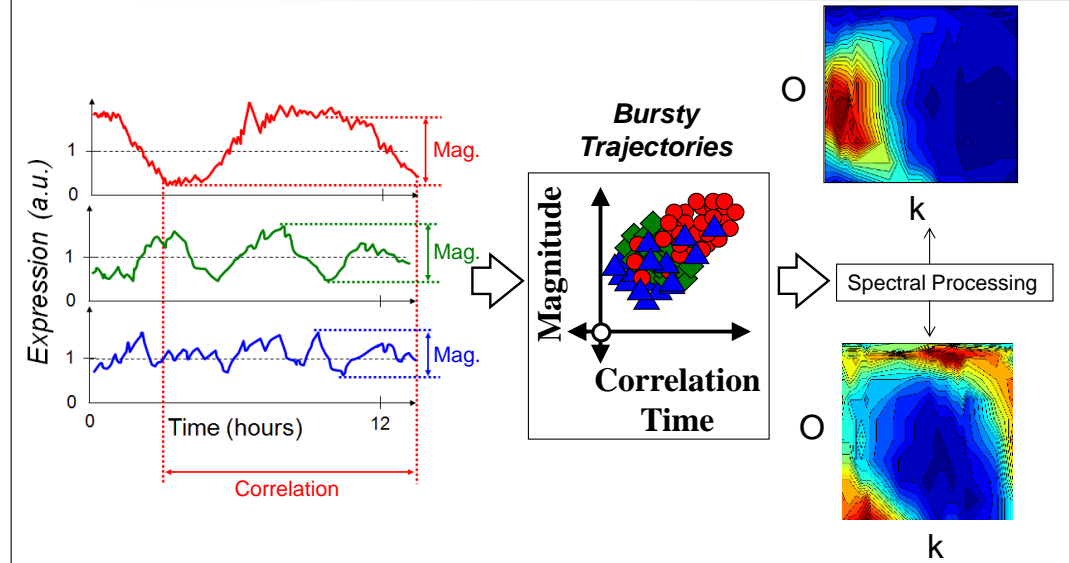 Expression (a.u.)
1
0
Mag.
1
0
Mag.
1
0
Mag.
0
Time (hours)
12
Correlation
Bursty
Trajectories
Magnitude
Correlation
Time
O
k
Spectral Processing
O
k